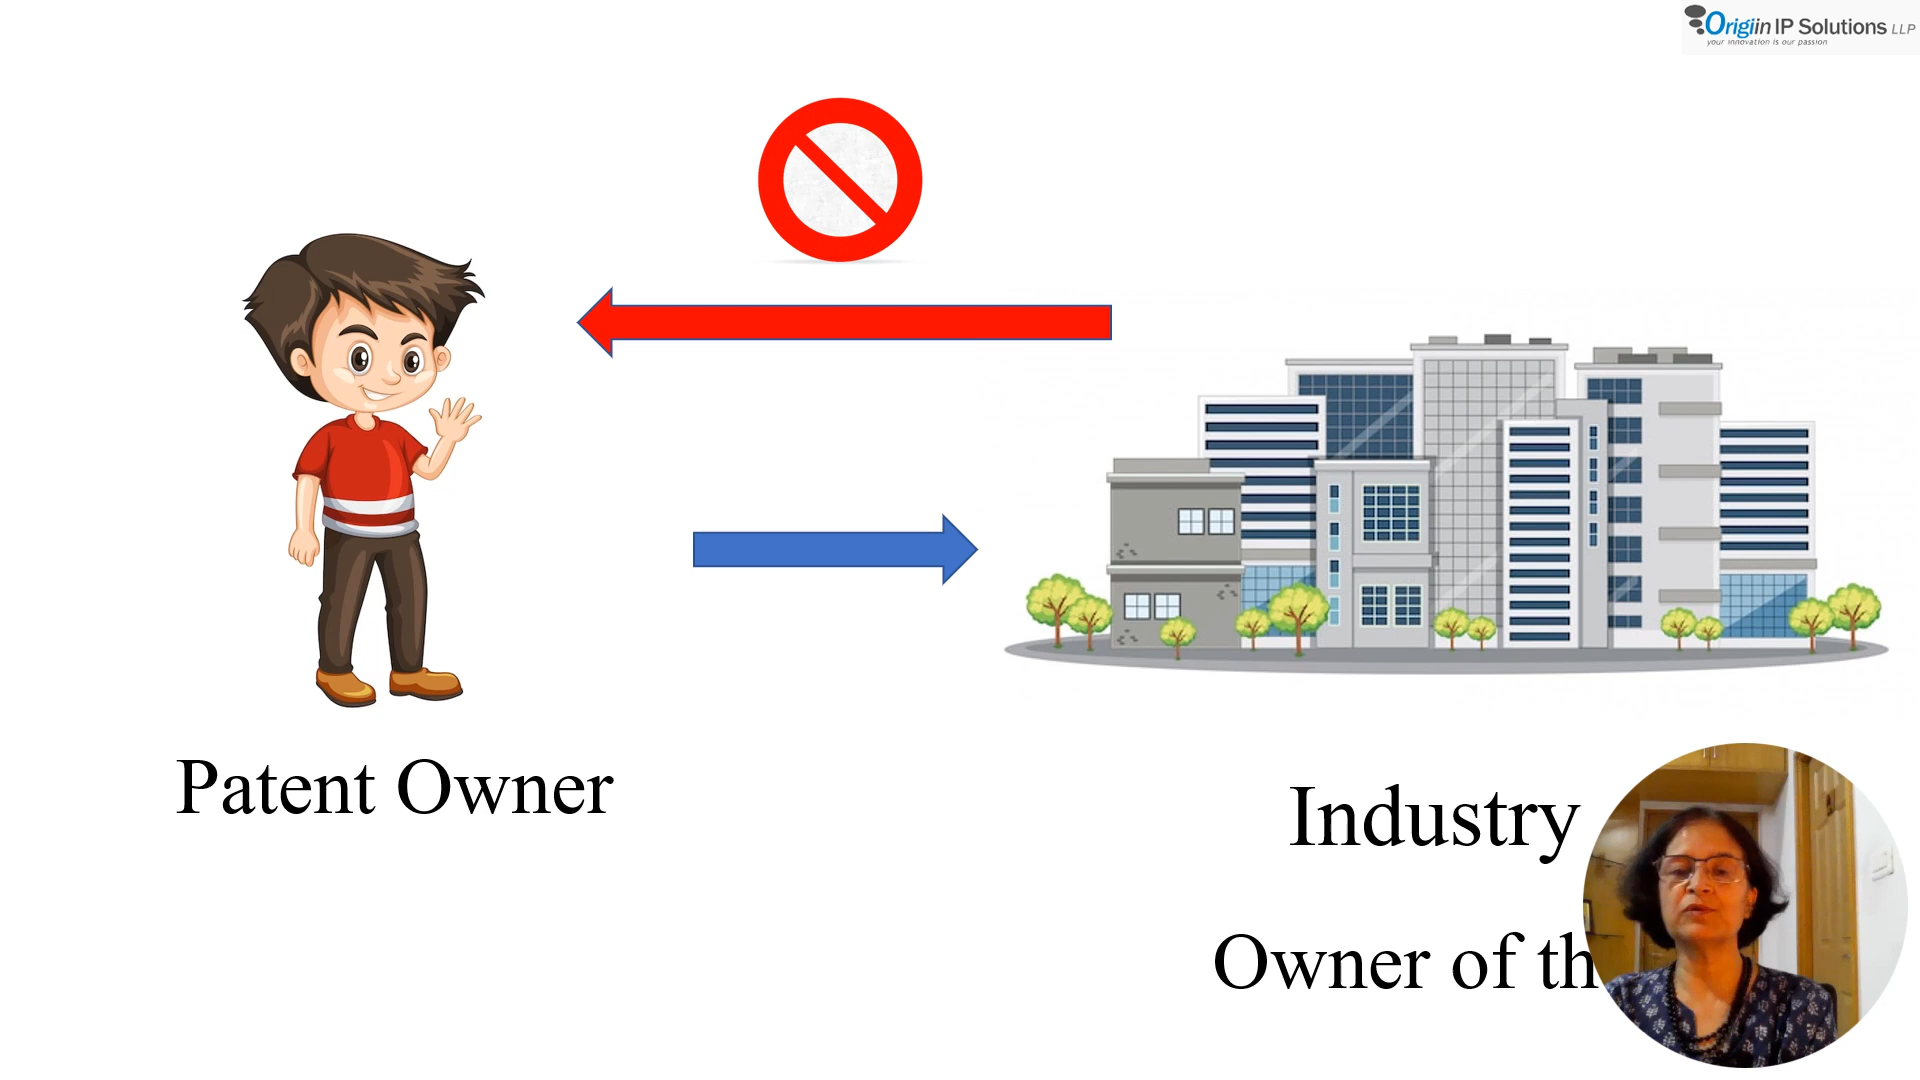 Origiin IP Solutions LLP
your innovation is our passion
Patent Owner
Industry
Owner of th